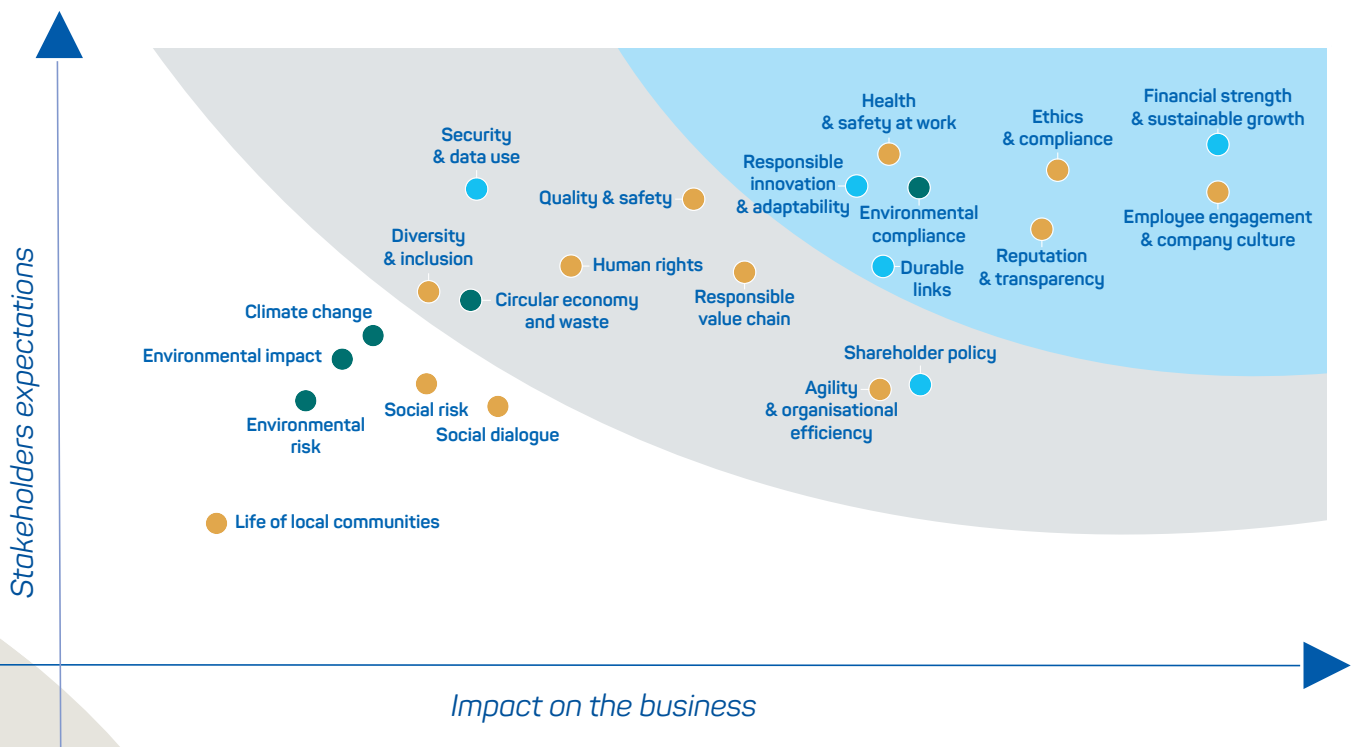 Stakeholders expectations
Financial strength
& sustainable growth
Health
& safety at work
Ethics
& compliance
Security
& data use
Responsible
innovation
& adaptability
Quality & safety
Environmental
compliance
Employee engagement
& company culture
Diversity
& inclusion
Human rights
Durable
links
Reputation
& transparency
Circular economy
and waste
Responsible
value chain
Climate change
Environmental impact
Shareholder policy
Agility
& organisational
efficiency
Environmental
risk
Social risk
Social dialogue
Life of local communities
Impact on the business